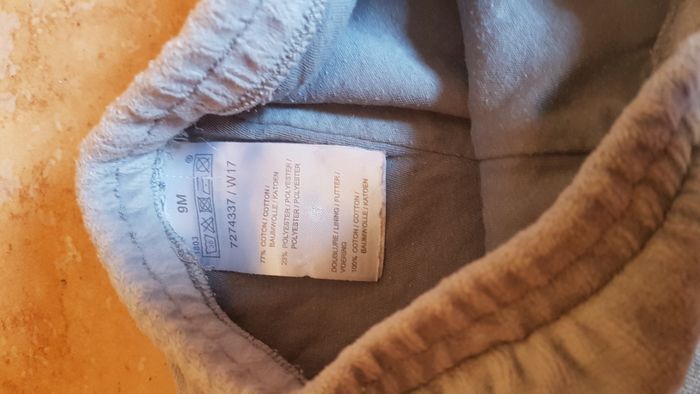 9M
7274337 / W17
77% COTON / COTTON /
BAUMWOLLE / KATOEN
23% POLYESTER / POLYESTER /
POLYESTER / POLYESTER
DOUBLURE / LINING / FUTTER /
VOERING
100% COTON / COTTON /
BAUMWOLLE / KATOEN